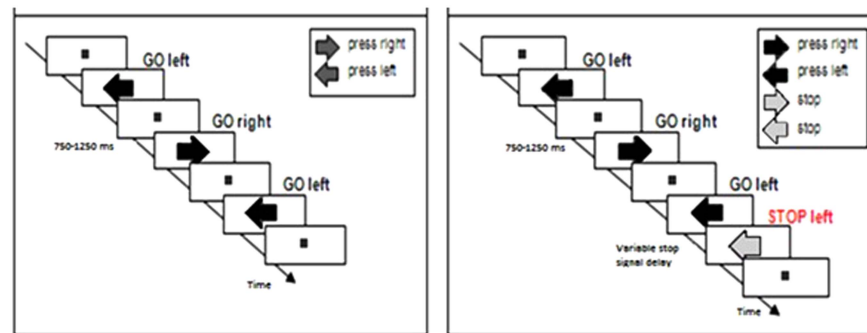 GO left
GO right
750-1250 ms
GO left
Time
press right
press left
GO left
GO right
750-1250 ms
GO left
STOP left
Variable stop
signal delay
Time
press right
press left
stop
stop